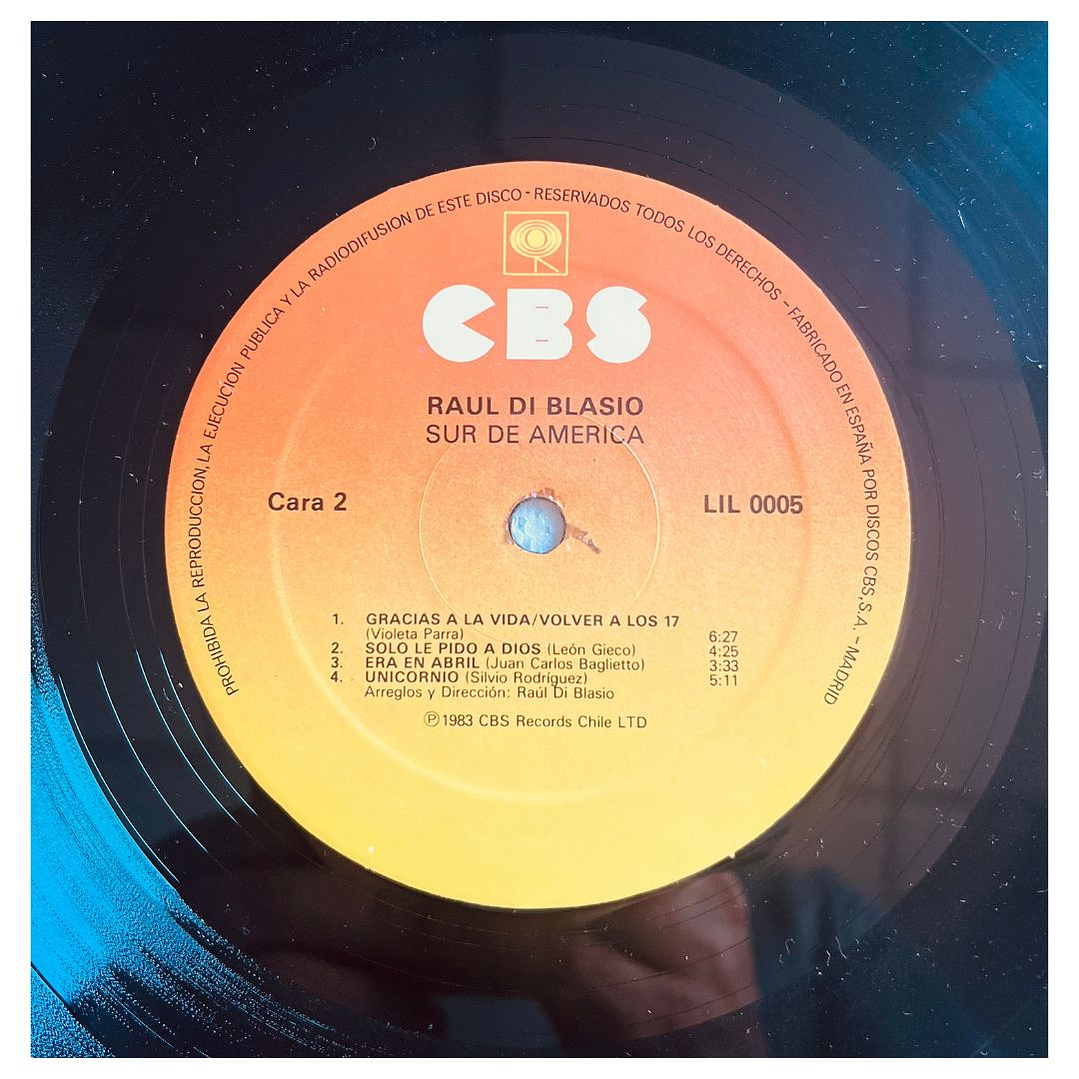 PROHIBIDA LA REPRODUCCION, LA EJECUCION PUBLICA Y LA RADIODIFUSION DE ESTE DISCO - RESERVADOS TODOS LOS DERECHOS - FABRICADO EN ESPAÑA POR DISCOS CBS, S.A. - MADRID
CBS
RAUL DI BLASIO
SUR DE AMERICA
Cara 2
LIL 0005
1. GRACIAS A LA VIDA/VOLVER A LOS 17
(Violeta Parra) 6:27
2. SOLO LE PIDO A DIOS (León Gieco) 4:25
3. ERA EN ABRIL (Juan Carlos Baglietto) 3:33
4. UNICORNIO (Silvio Rodríguez) 5:11
Arreglos y Dirección: Raúl Di Blasio
℗ 1983 CBS Records Chile LTD